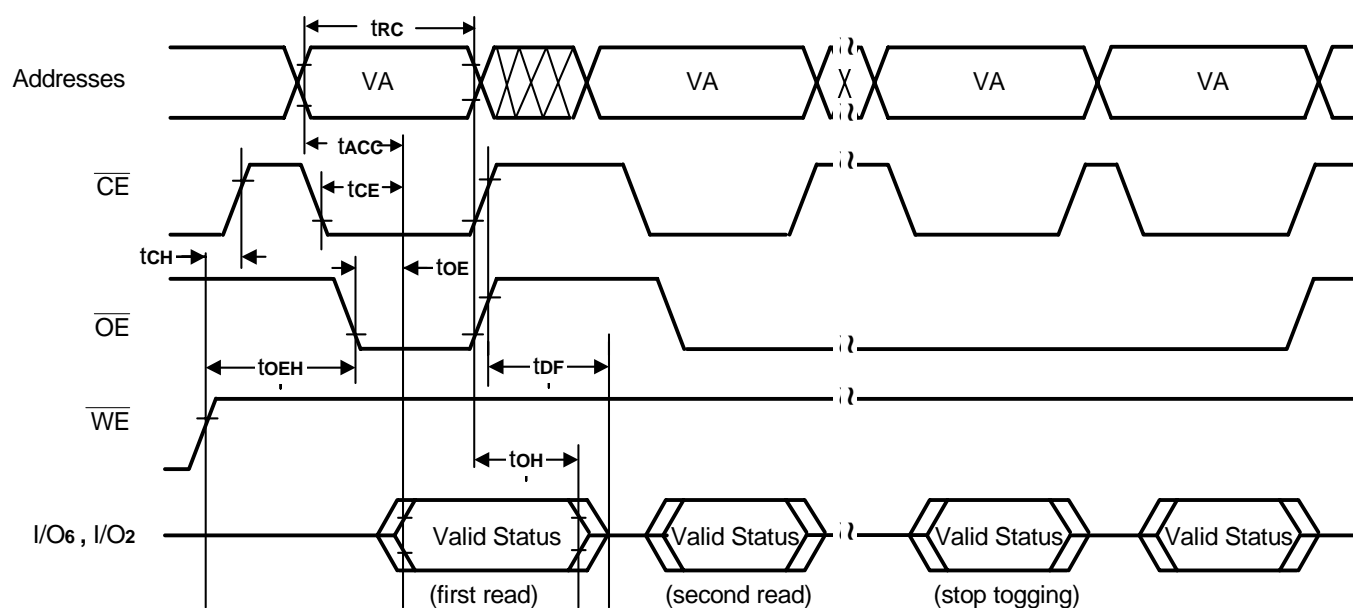 tRC
Addresses VA VA X VA VA
tACC
CE tCE
tCH tOE
OE
tOEH tDF
WE
tOH
I/O6 , I/O2 Valid Status Valid Status Valid Status Valid Status
(first read) (second read) (stop togging)